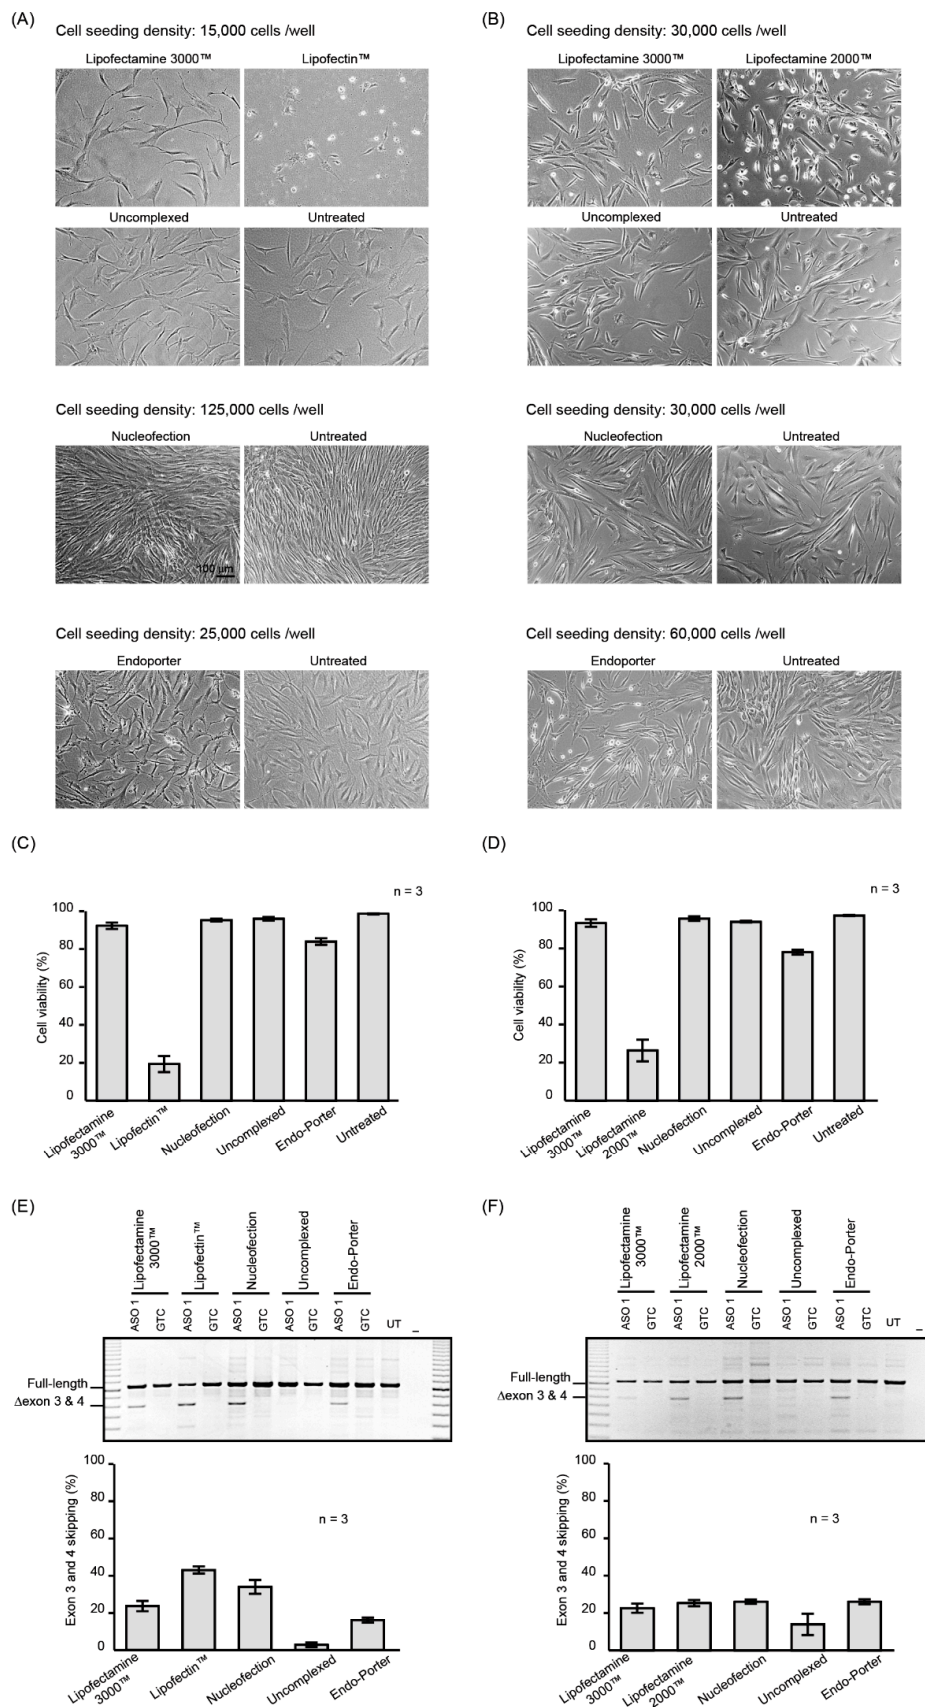 (A)
Cell seeding density: 15,000 cells /well
Lipofectamine 3000™ Lipofectin™
Uncomplexed Untreated
Cell seeding density: 125,000 cells /well
Nucleofection Untreated
100 µm
Cell seeding density: 25,000 cells /well
Endoporter Untreated
(B)
Cell seeding density: 30,000 cells /well
Lipofectamine 3000™ Lipofectamine 2000™
Uncomplexed Untreated
Cell seeding density: 30,000 cells /well
Nucleofection Untreated
Cell seeding density: 60,000 cells /well
Endoporter Untreated
(C)
n = 3
Cell viability (%)
100
80
60
40
20
0
Lipofectamine
3000™
Lipofectin™
Nucleofection
Uncomplexed
Endo-Porter
Untreated
(D)
n = 3
Cell viability (%)
100
80
60
40
20
0
Lipofectamine
3000™
Lipofectamine
2000™
Nucleofection
Uncomplexed
Endo-Porter
Untreated
(E)
Lipofectamine
3000™
Lipofectin™
Nucleofection
Uncomplexed
Endo-Porter
ASO 1 GTC ASO 1 GTC ASO 1 GTC ASO 1 GTC ASO 1 GTC UT –
Full-length
Δexon 3 & 4
n = 3
Exon 3 and 4 skipping (%)
100
80
60
40
20
0
Lipofectamine
3000™
Lipofectin™
Nucleofection
Uncomplexed
Endo-Porter
(F)
Lipofectamine
3000™
Lipofectamine
2000™
Nucleofection
Uncomplexed
Endo-Porter
ASO 1 GTC ASO 1 GTC ASO 1 GTC ASO 1 GTC ASO 1 GTC UT –
Full-length
Δexon 3 & 4
n = 3
Exon 3 and 4 skipping (%)
100
80
60
40
20
0
Lipofectamine
3000™
Lipofectamine
2000™
Nucleofection
Uncomplexed
Endo-Porter